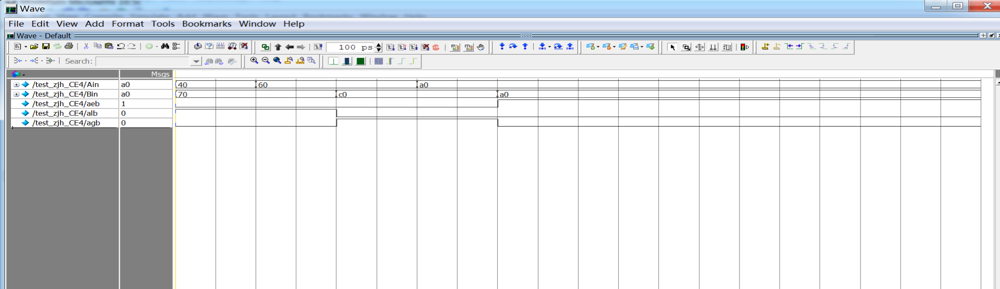 Wave
File Edit View Add Format Tools Bookmarks Window Help
Wave - Default
100 ps
Search:
Msgs
/test_zjh_CE4/Ain a0 40 60 a0
/test_zjh_CE4/Bin a0 70 c0 a0
/test_zjh_CE4/aeb 1
/test_zjh_CE4/alb 0
/test_zjh_CE4/agb 0